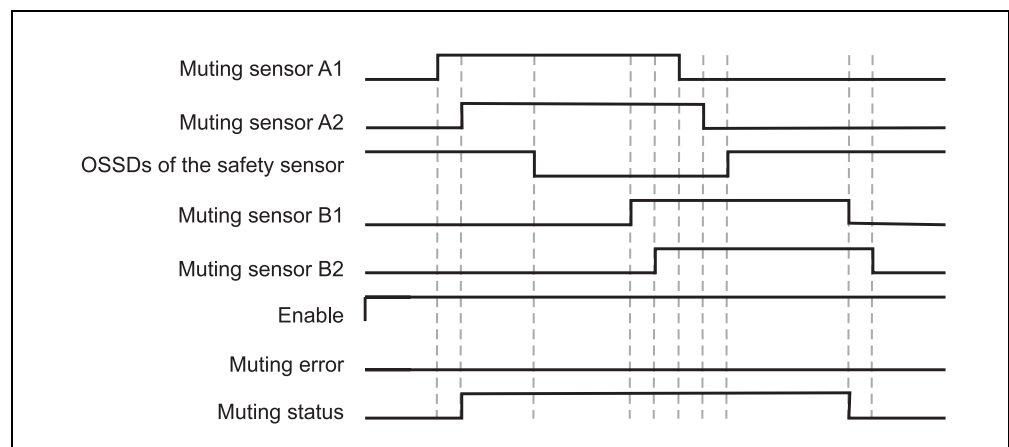 Muting sensor A1
Muting sensor A2
OSSDs of the safety sensor
Muting sensor B1
Muting sensor B2
Enable
Muting error
Muting status